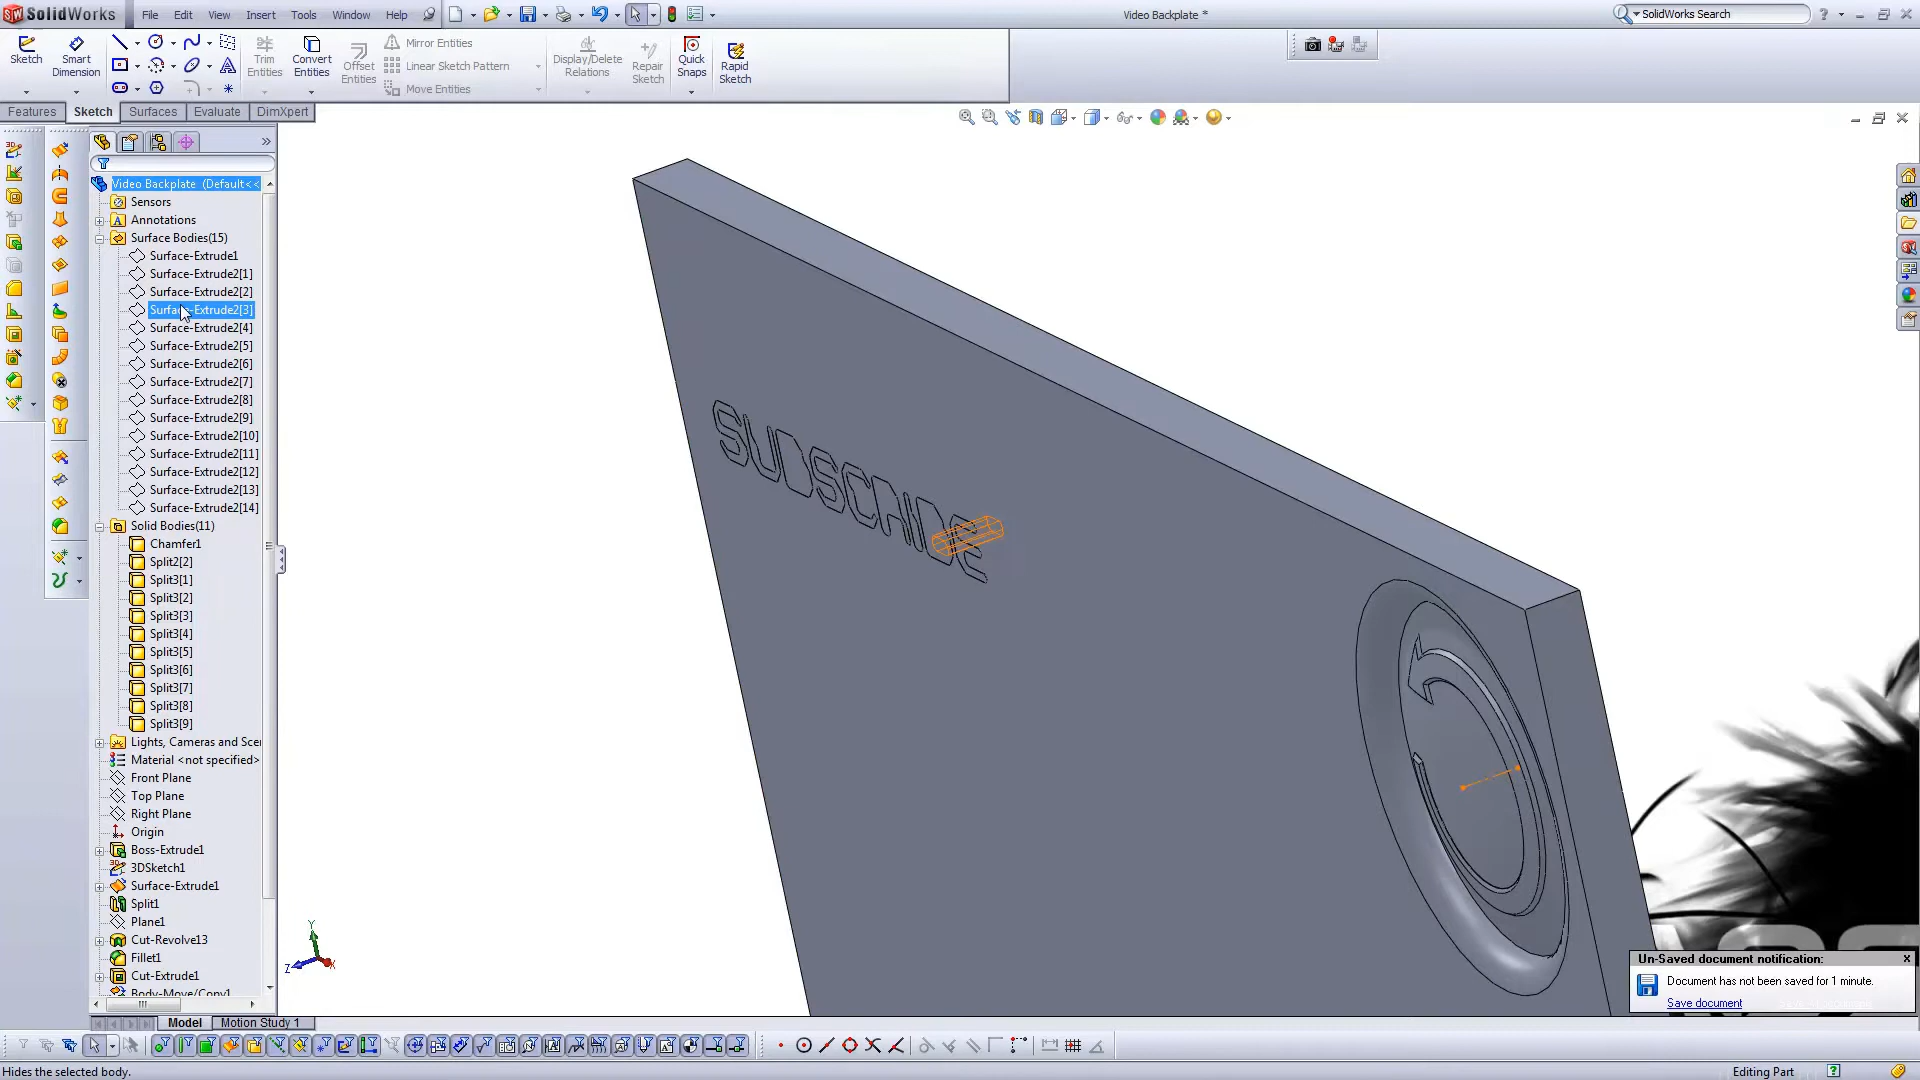 SolidWorks
File Edit View Insert Tools Window Help
Video Backplate *
SolidWorks Search
Sketch
Smart Dimension
Trim Entities
Convert Entities
Offset Entities
Mirror Entities
Linear Sketch Pattern
Move Entities
Display/Delete Relations
Repair Sketch
Quick Snaps
Rapid Sketch
Features Sketch Surfaces Evaluate DimXpert
Video Backplate (Default<<
Sensors
Annotations
Surface Bodies(15)
Surface-Extrude1
Surface-Extrude2[1]
Surface-Extrude2[2]
Surface-Extrude2[3]
Surface-Extrude2[4]
Surface-Extrude2[5]
Surface-Extrude2[6]
Surface-Extrude2[7]
Surface-Extrude2[8]
Surface-Extrude2[9]
Surface-Extrude2[10]
Surface-Extrude2[11]
Surface-Extrude2[12]
Surface-Extrude2[13]
Surface-Extrude2[14]
Solid Bodies(11)
Chamfer1
Split2[2]
Split3[1]
Split3[2]
Split3[3]
Split3[4]
Split3[5]
Split3[6]
Split3[7]
Split3[8]
Split3[9]
Lights, Cameras and Scen
Material <not specified>
Front Plane
Top Plane
Right Plane
Origin
Boss-Extrude1
3DSketch1
Surface-Extrude1
Split1
Plane1
Cut-Revolve13
Fillet1
Cut-Extrude1
Body-Move/Copy1
SUBSCRIBE
Y
Z
X
Un-Saved document notification:
Document has not been saved for 1 minute.
Save document
Model Motion Study 1
Hides the selected body.
Editing Part